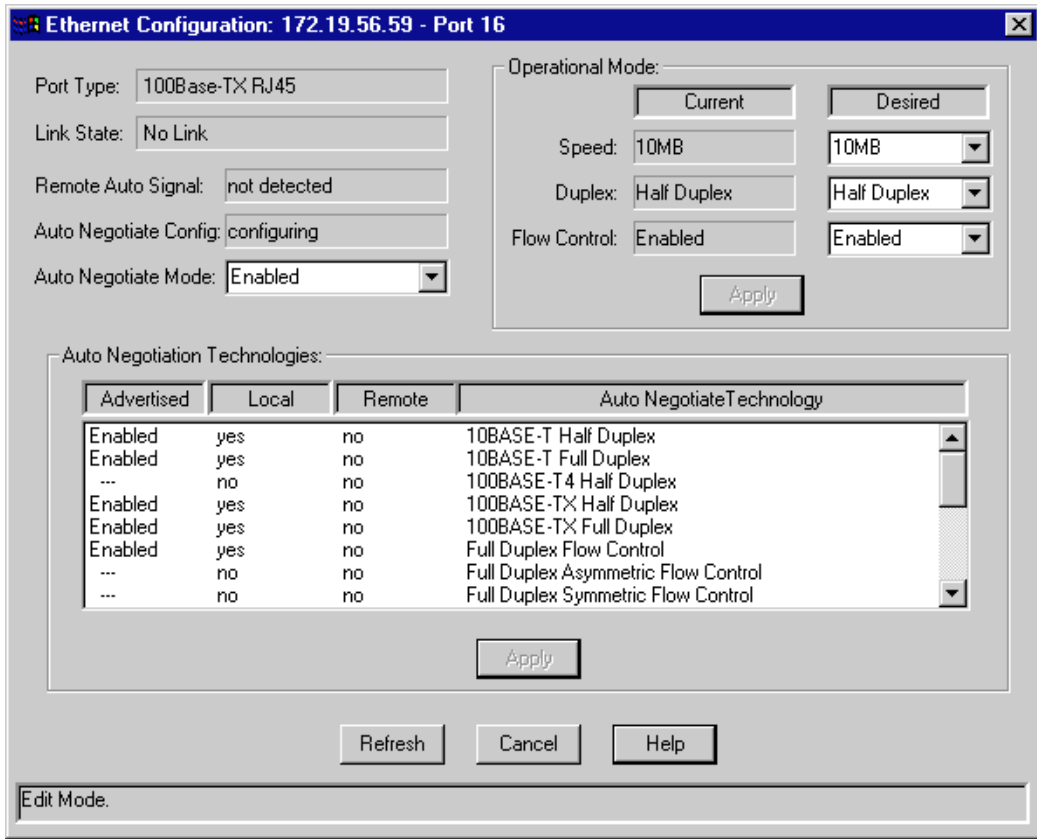 Ethernet Configuration: 172.19.56.59 - Port 16
Port Type: 100Base-TX RJ45
Link State: No Link
Remote Auto Signal: not detected
Auto Negotiate Config: configuring
Auto Negotiate Mode: Enabled
Operational Mode:
Current Desired
Speed: 10MB 10MB
Duplex: Half Duplex Half Duplex
Flow Control: Enabled Enabled
Apply
Auto Negotiation Technologies:
Advertised Local Remote Auto NegotiateTechnology
Enabled yes no 10BASE-T Half Duplex
Enabled yes no 10BASE-T Full Duplex
--- no no 100BASE-T4 Half Duplex
Enabled yes no 100BASE-TX Half Duplex
Enabled yes no 100BASE-TX Full Duplex
Enabled yes no Full Duplex Flow Control
--- no no Full Duplex Asymmetric Flow Control
--- no no Full Duplex Symmetric Flow Control
Apply
Refresh Cancel Help
Edit Mode.